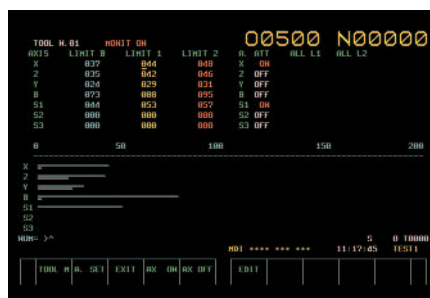 O0500 N00000
TOOL N.01 MONIT ON
AXIS LIMIT B LIMIT 1 LIMIT 2 A. ATT ALL L1 ALL L2
X 037 044 048 X ON
Z 035 042 046 Z OFF
Y 024 029 031 Y OFF
B 073 088 095 B OFF
S1 044 053 057 S1 ON
S2 000 000 000 S2 OFF
S3 000 000 000 S3 OFF
0 50 100 150 200
X
Z
Y
B
S1
S2
S3
NUM= >^ S 0 T0000
MDI **** *** *** 11:17:45 TEST1
TOOL M A. SET EXIT AX ON AX OFF EDIT